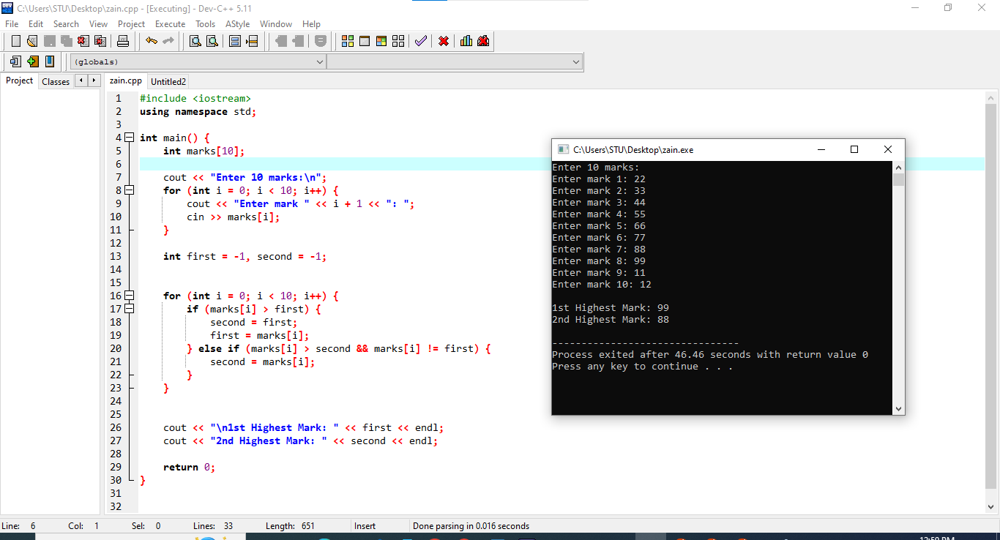 C:\Users\STU\Desktop\zain.cpp - [Executing] - Dev-C++ 5.11
File Edit Search View Project Execute Tools AStyle Window Help
(globals)
Project Classes
zain.cpp Untitled2
1 #include <iostream>
2 using namespace std;
3
4 int main() {
5 int marks[10];
6
7 cout << "Enter 10 marks:\n";
8 for (int i = 0; i < 10; i++) {
9 cout << "Enter mark " << i + 1 << ": ";
10 cin >> marks[i];
11 }
12
13 int first = -1, second = -1;
14
15
16 for (int i = 0; i < 10; i++) {
17 if (marks[i] > first) {
18 second = first;
19 first = marks[i];
20 } else if (marks[i] > second && marks[i] != first) {
21 second = marks[i];
22 }
23 }
24
25
26 cout << "\n1st Highest Mark: " << first << endl;
27 cout << "2nd Highest Mark: " << second << endl;
28
29 return 0;
30 }
31
32
C:\Users\STU\Desktop\zain.exe
Enter 10 marks:
Enter mark 1: 22
Enter mark 2: 33
Enter mark 3: 44
Enter mark 4: 55
Enter mark 5: 66
Enter mark 6: 77
Enter mark 7: 88
Enter mark 8: 99
Enter mark 9: 11
Enter mark 10: 12
1st Highest Mark: 99
2nd Highest Mark: 88
--------------------------------
Process exited after 46.46 seconds with return value 0
Press any key to continue . . .
Line: 6 Col: 1 Sel: 0 Lines: 33 Length: 651 Insert Done parsing in 0.016 seconds